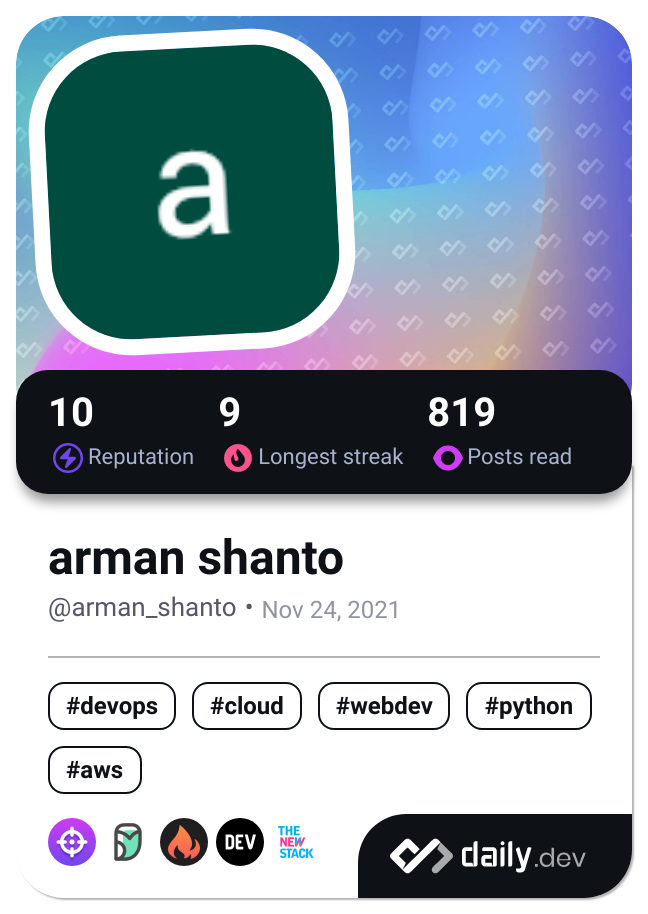 a
10 9 819
Reputation Longest streak Posts read
arman shanto
@arman_shanto • Nov 24, 2021
#devops #cloud #webdev #python
#aws
DEV
THE
NEW
STACK
daily.dev